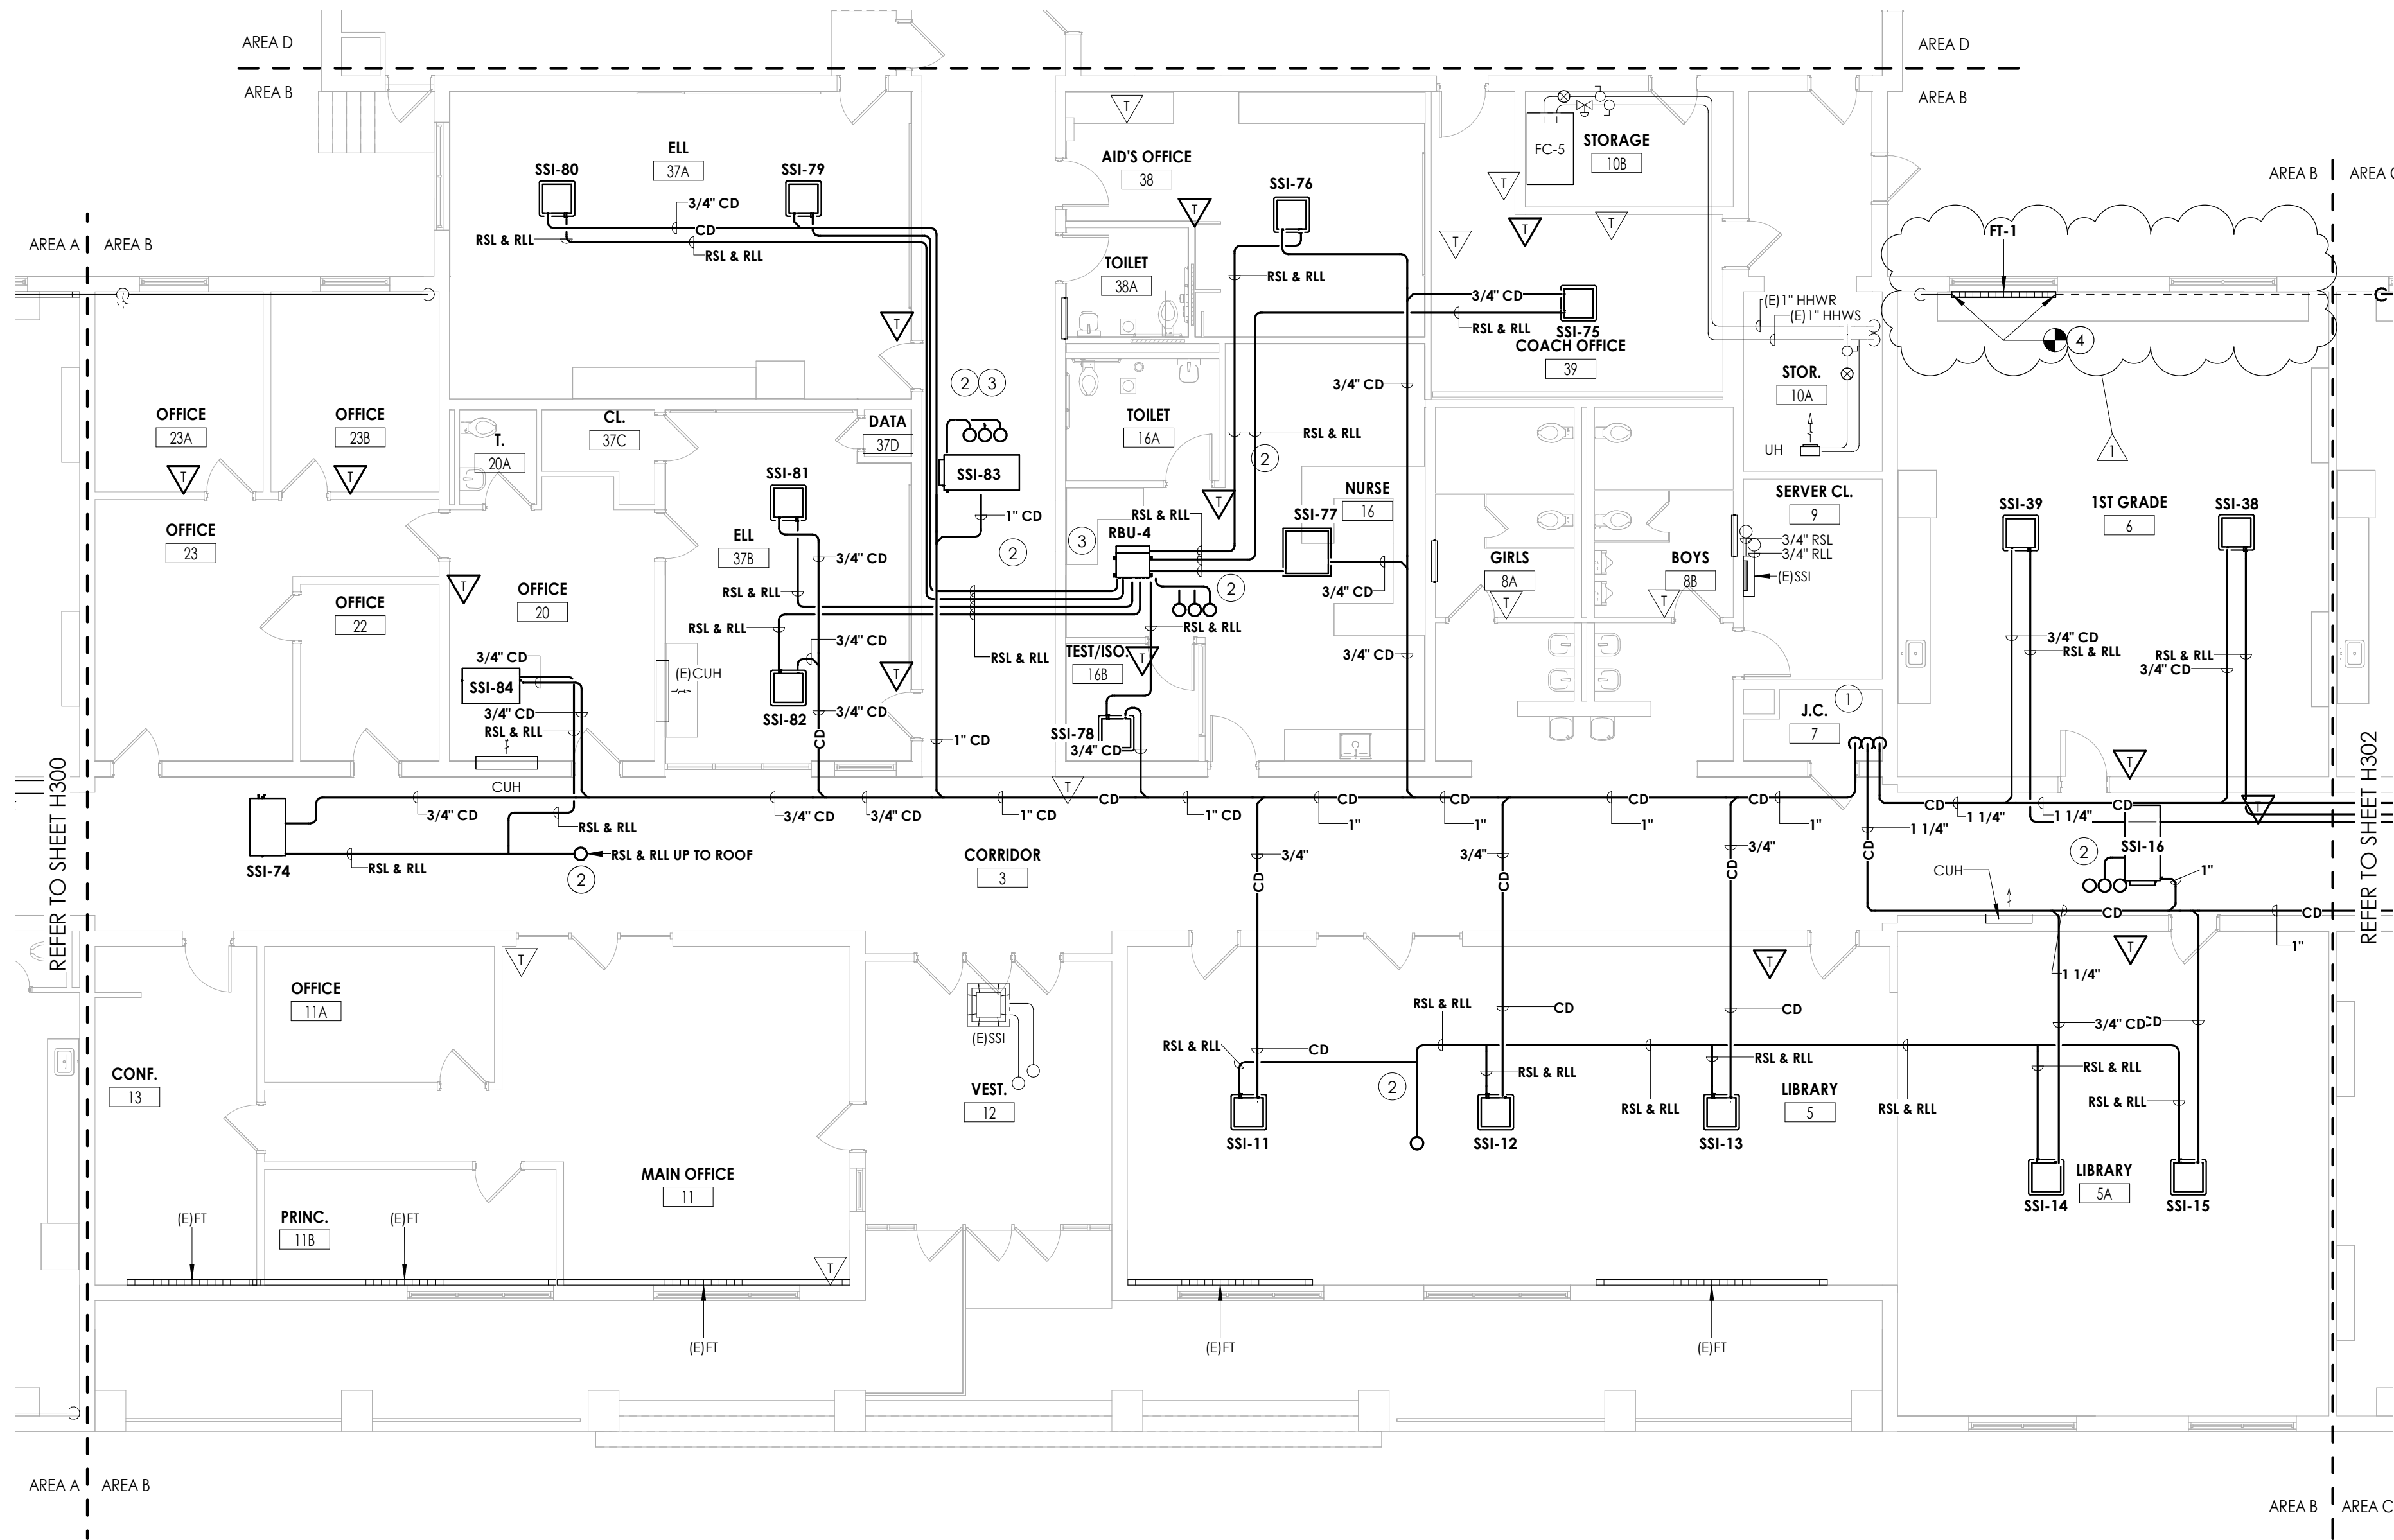 AREA D
AREA D
AREA B
AREA B
T
ELL
37A
SSI-80
SSI-79
3/4" CD
CD
RSL & RLL
RSL & RLL
AID'S OFFICE
38
SSI-76
T
T
FC-5
STORAGE
10B
T
T
T
AREA B
AREA C
AREA A
AREA B
FT-1
TOILET
38A
RSL & RLL
3/4" CD
RSL & RLL
SSI-75
COACH OFFICE
39
(E)1" HHWR
(E)1" HHWS
4
T
T
2
3
3/4" CD
STOR.
10A
OFFICE
23A
OFFICE
23B
T.
20A
CL.
37C
DATA
37D
TOILET
16A
RSL & RLL
2
UH
1
T
T
SSI-81
SSI-83
1" CD
2
OFFICE
23
ELL
37B
3/4" CD
RSL & RLL
NURSE
16
SSI-77
T
RSL & RLL
3
RBU-4
2
3/4" CD
GIRLS
8A
T
BOYS
8B
T
SERVER CL.
9
3/4" RSL
3/4" RLL
(E)SSI
SSI-39
1ST GRADE
6
SSI-38
OFFICE
22
T
OFFICE
20
RSL & RLL
3/4" CD
RSL & RLL
RSL & RLL
TEST/ISO.
16B
T
3/4" CD
3/4" CD
RSL & RLL
RSL & RLL
3/4" CD
3/4" CD
SSI-84
3/4" CD
RSL & RLL
(E)CUH
T
SSI-82
3/4" CD
CD
1" CD
SSI-78
3/4" CD
J.C.
7
1
T
CUH
T
REFER TO SHEET H300
SSI-74
3/4" CD
3/4" CD
3/4" CD
1" CD
CD
1" CD
CD
1"
CD
1"
CD
1"
CD
1"
CD
1 1/4"
1 1/4"
CD
T
REFER TO SHEET H302
RSL & RLL
RSL & RLL
RSL & RLL UP TO ROOF
2
CORRIDOR
3
3/4"
CD
3/4"
CD
3/4"
CD
1 1/4"
CD
2
SSI-16
1"
CUH
CD
CD
1"
T
OFFICE
11A
T
(E)SSI
VEST.
12
CD
RSL & RLL
RSL & RLL
CD
CD
T
1 1/4"
3/4" CD
CD
CONF.
13
2
RSL & RLL
RSL & RLL
RSL & RLL
RSL & RLL
RSL & RLL
RSL & RLL
LIBRARY
5
SSI-11
SSI-12
SSI-13
MAIN OFFICE
11
LIBRARY
5A
SSI-14
SSI-15
PRINC.
11B
(E)FT
(E)FT
T
(E)FT
(E)FT
(E)FT
AREA A
AREA B
AREA B
AREA C